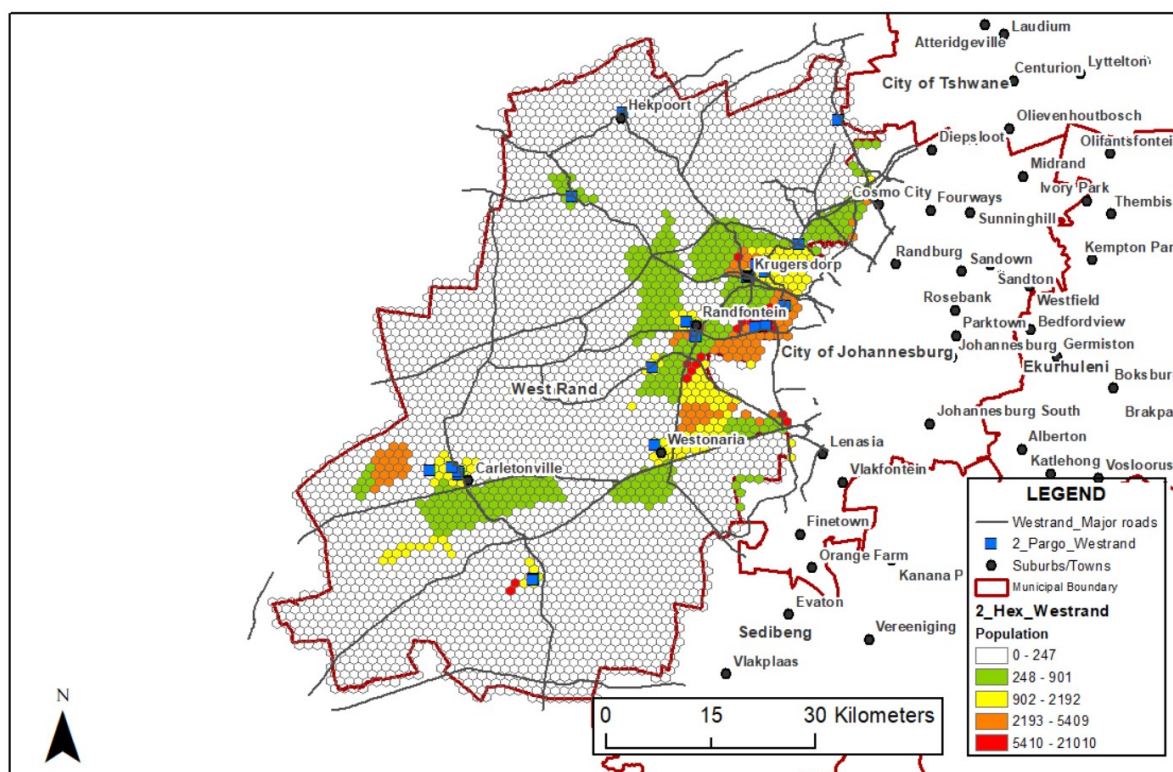 Laudium
Atteridgeville
Centurion
Lyttelton
City of Tshwane
Hekpoort
Olievenhoutbosch
Diepsloot
Olifantsfontein
Midrand
Cosmo City
Ivory Park
Fourways
Thembis
Sunninghill
Krugersdorp
Randburg
Sandown
Kempton Par
Sandton
Rosebank
Westfield
Randfontein
Parktown
Bedfordview
City of Johannesburg
Johannesburg
Germiston
Ekurhuleni
West Rand
Boksbur
Johannesburg South
Brakpa
Westonaria
Lenasia
Alberton
Carletonville
Vlakfontein
Katlehong
Vosloorus
Finetown
Orange Farm
Kanana P
Evaton
Sedibeng
Vereeniging
Vlakplaas
LEGEND
Westrand_Major roads
2_Pargo_Westrand
Suburbs/Towns
Municipal Boundary
2_Hex_Westrand
Population
0 - 247
248 - 901
902 - 2192
2193 - 5409
5410 - 21010
N
0 15 30 Kilometers